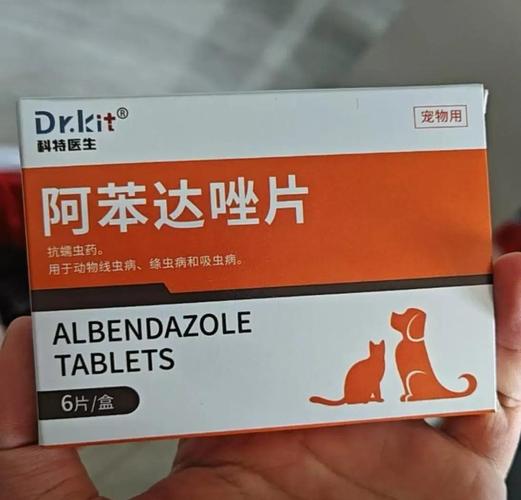 Dr.kit®
科特医生
宠物用
阿苯达唑片
抗蠕虫药。
用于动物线虫病、绦虫病和吸虫病。
ALBENDAZOLE
TABLETS
6片/盒